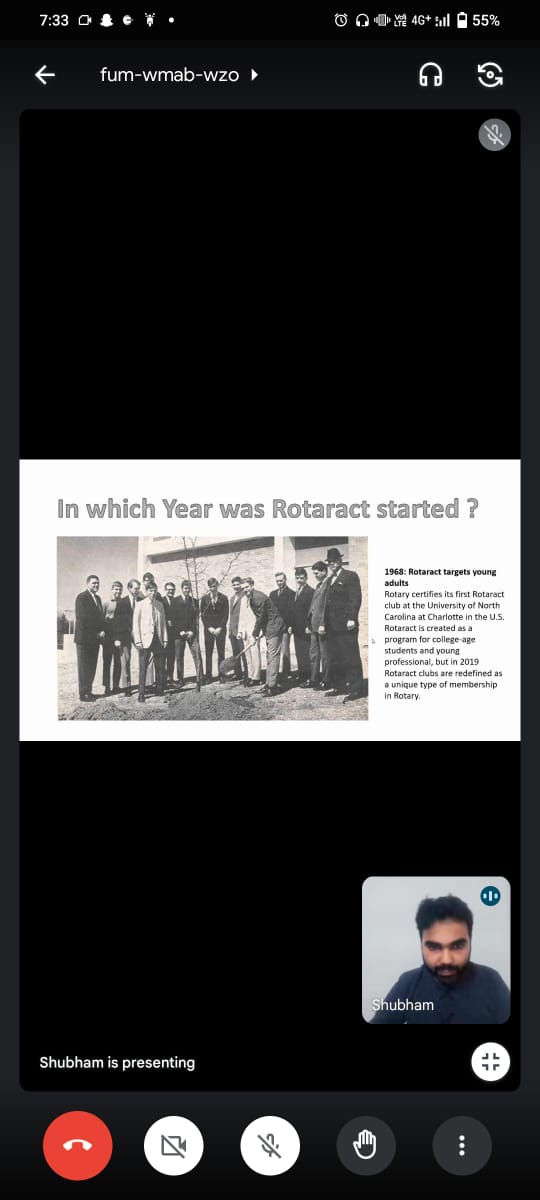 7:33
Vo) LTE 4G+ 55%
fum-wmab-wzo
In which Year was Rotaract started ?
1968: Rotaract targets young
adults
Rotary certifies its first Rotaract
club at the University of North
Carolina at Charlotte in the U.S.
Rotaract is created as a
program for college-age
students and young
professional, but in 2019
Rotaract clubs are redefined as
a unique type of membership
in Rotary.
Shubham
Shubham is presenting